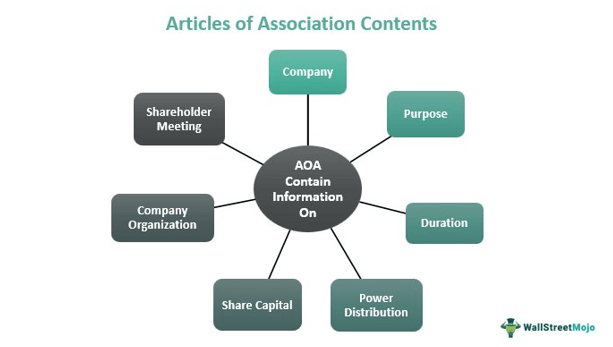 Articles of Association Contents
Company
Shareholder
Meeting
Purpose
AOA
Contain
Information
On
Company
Organization
Duration
Share Capital
Power
Distribution
WallStreetMojo